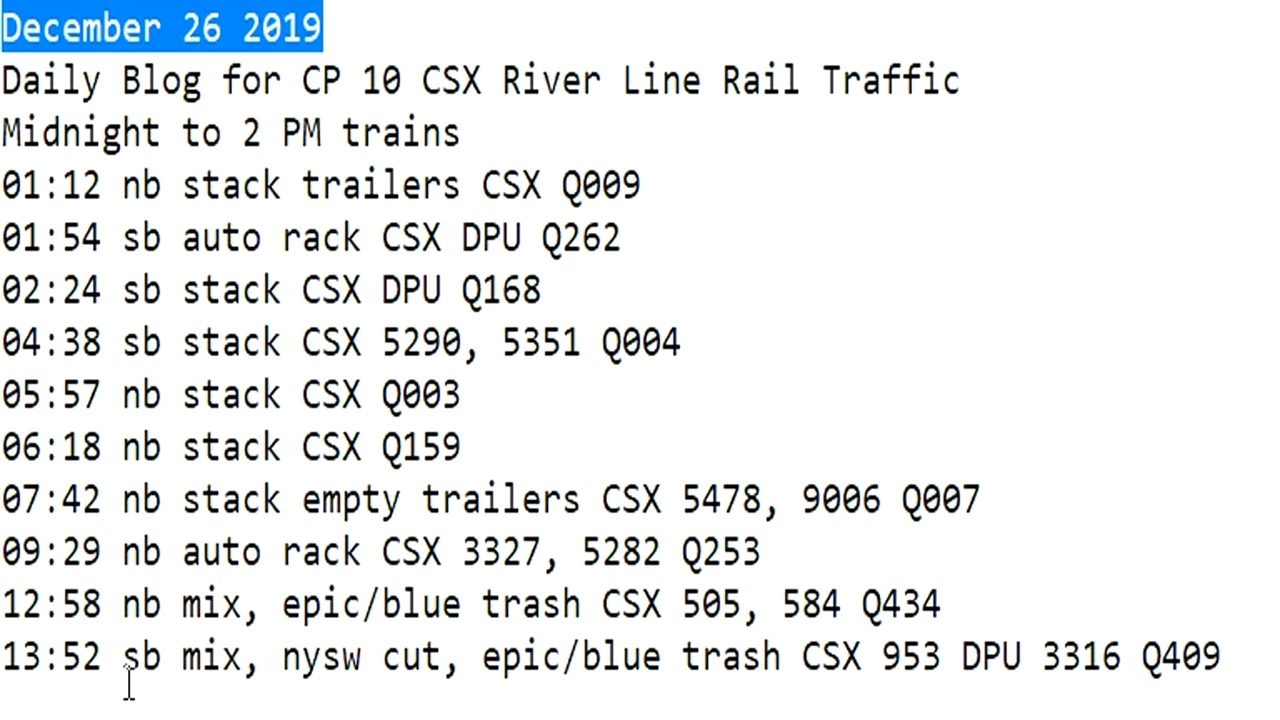 December 26 2019
Daily Blog for CP 10 CSX River Line Rail Traffic
Midnight to 2 PM trains
01:12 nb stack trailers CSX Q009
01:54 sb auto rack CSX DPU Q262
02:24 sb stack CSX DPU Q168
04:38 sb stack CSX 5290, 5351 Q004
05:57 nb stack CSX Q003
06:18 nb stack CSX Q159
07:42 nb stack empty trailers CSX 5478, 9006 Q007
09:29 nb auto rack CSX 3327, 5282 Q253
12:58 nb mix, epic/blue trash CSX 505, 584 Q434
13:52 sb mix, nysw cut, epic/blue trash CSX 953 DPU 3316 Q409